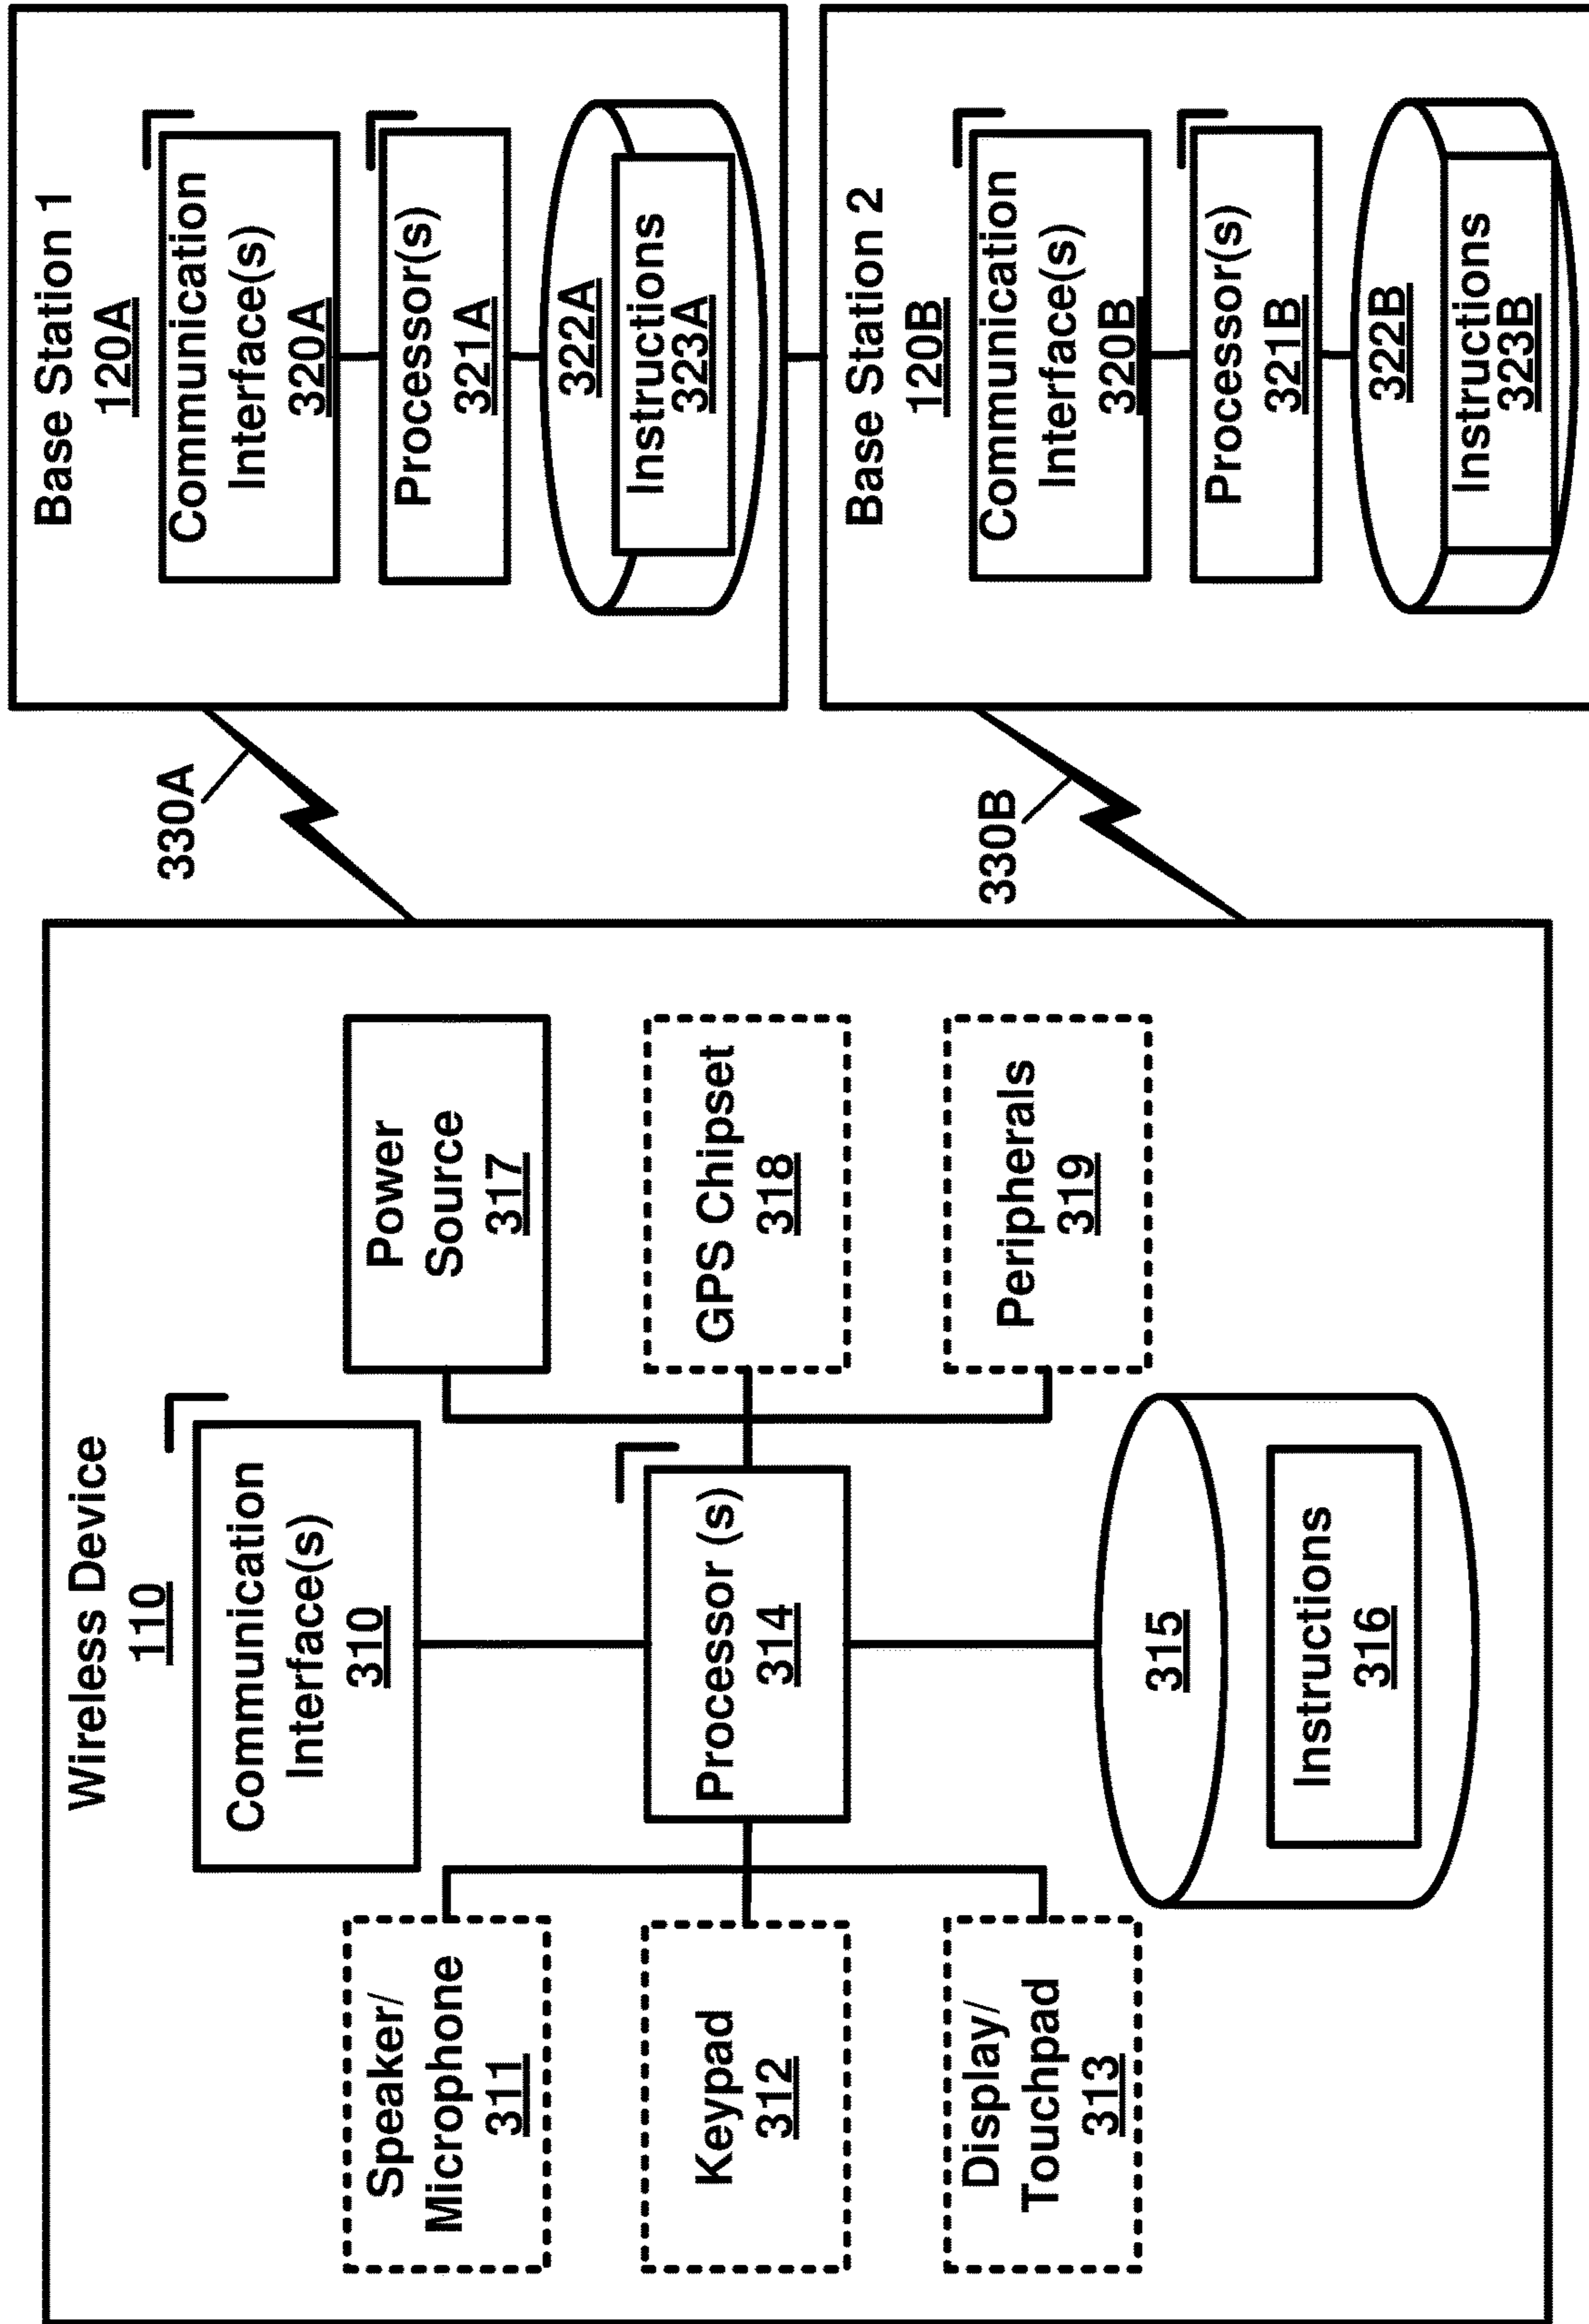 Wireless Device
110
Communication
Interface(s)
310
Speaker/
Microphone
311
Keypad
312
Display/
Touchpad
313
Processor (s)
314
315
Instructions
316
Power
Source
317
GPS Chipset
318
Peripherals
319
330A
330B
Base Station 1
120A
Communication
Interface(s)
320A
Processor(s)
321A
322A
Instructions
323A
Base Station 2
120B
Communication
Interface(s)
320B
Processor(s)
321B
322B
Instructions
323B